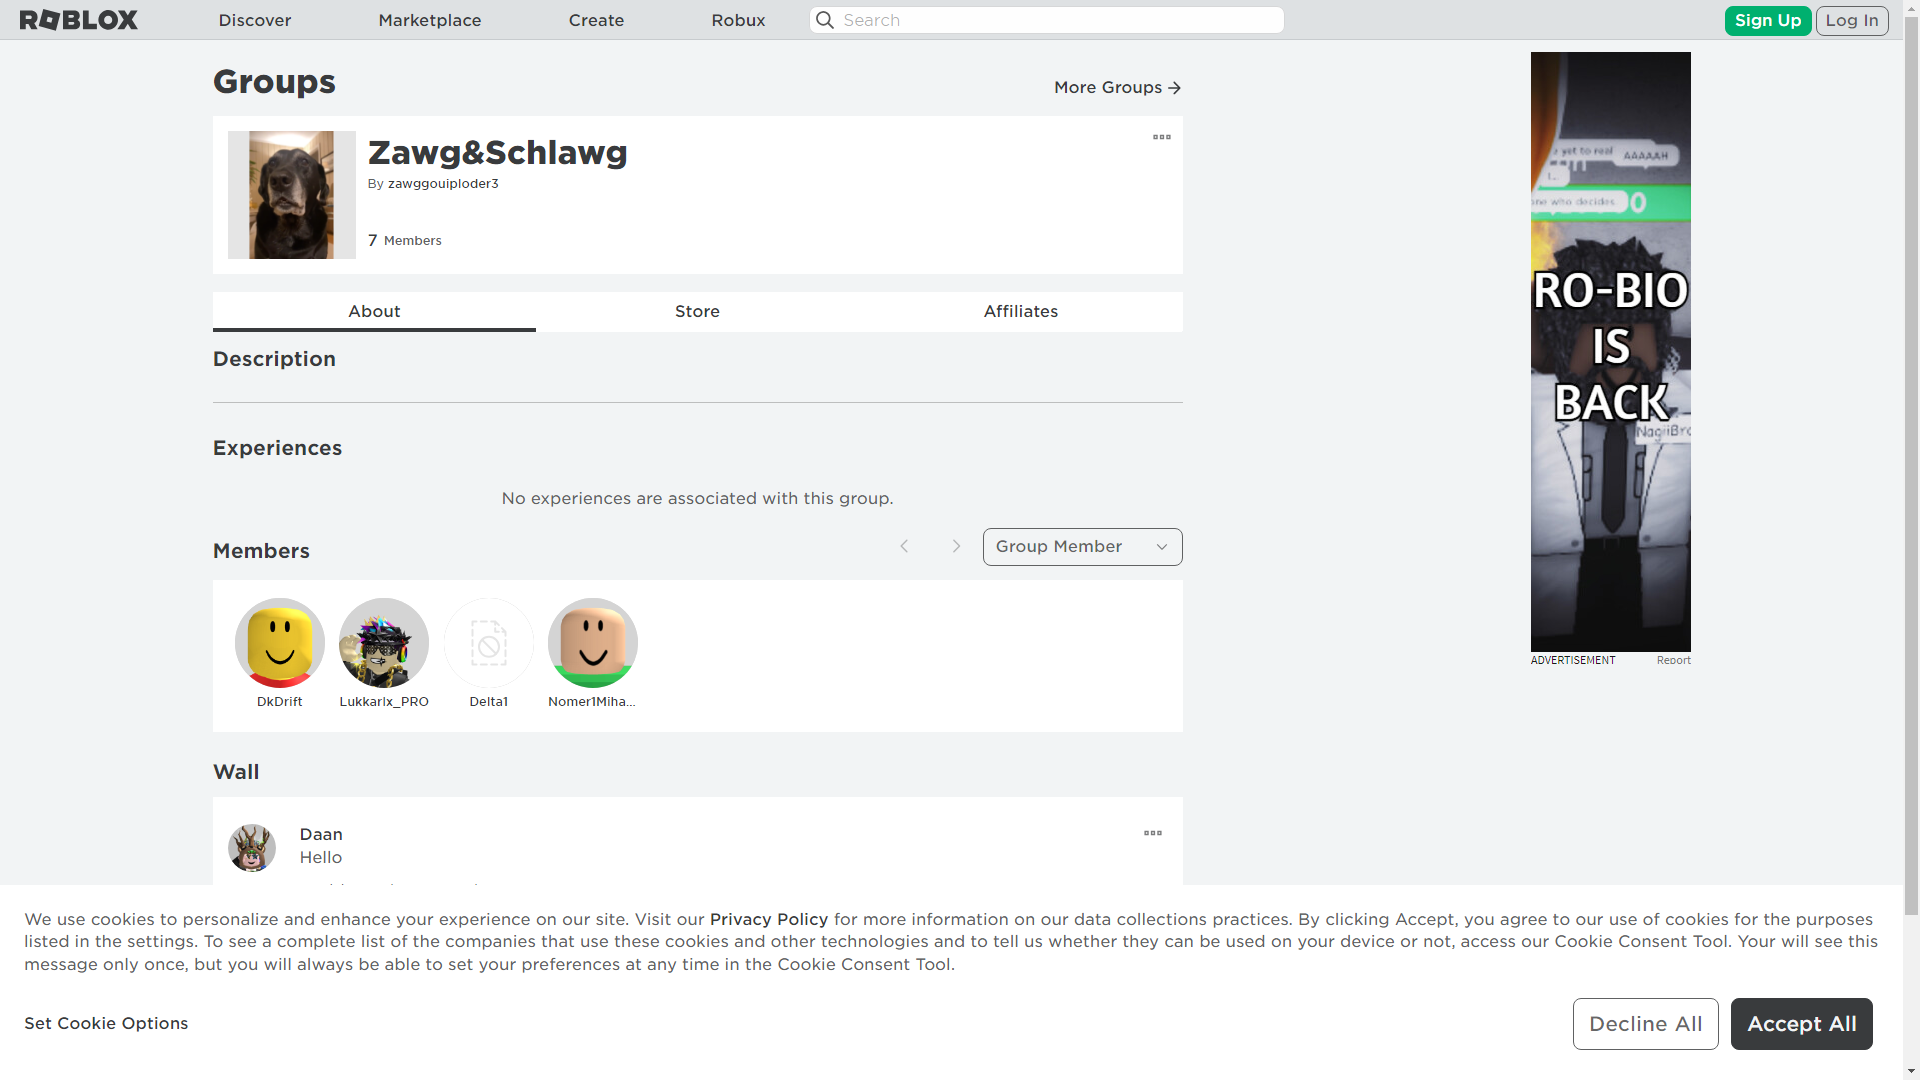 ROBLOX
Discover
Marketplace
Create
Robux
Search
Sign Up
Log In
Groups
More Groups
Zawg&Schlawg
By zawggouiploder3
7 Members
About
Store
Affiliates
Description
Experiences
No experiences are associated with this group.
Members
Group Member
DkDrift
Lukkarlx_PRO
Delta1
Nomer1Miha...
Wall
Daan
Hello
yet to real
AAAAAH
one who decides.
RO-BIO
IS
BACK
NagiiBro
ADVERTISEMENT
Report
We use cookies to personalize and enhance your experience on our site. Visit our Privacy Policy for more information on our data collections practices. By clicking Accept, you agree to our use of cookies for the purposes
listed in the settings. To see a complete list of the companies that use these cookies and other technologies and to tell us whether they can be used on your device or not, access our Cookie Consent Tool. Your will see this
message only once, but you will always be able to set your preferences at any time in the Cookie Consent Tool.
Set Cookie Options
Decline All
Accept All